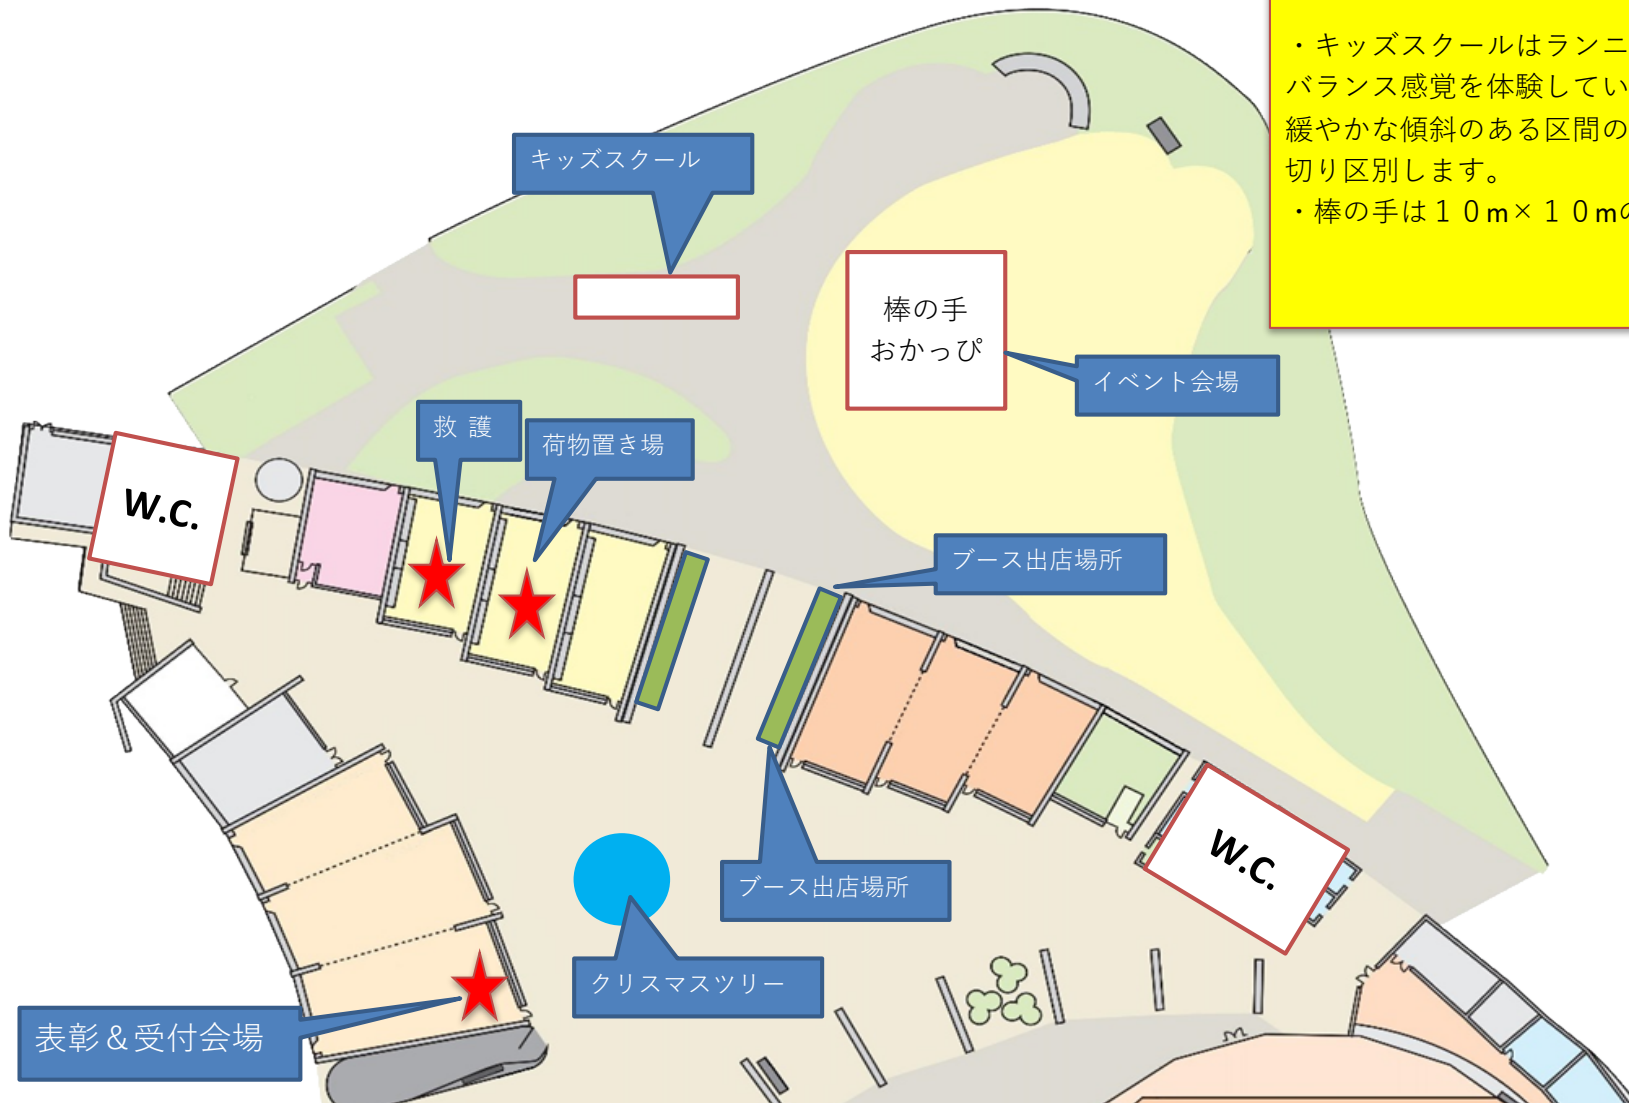 ・キッズスクールはランニ
バランス感覚を体験してい
緩やかな傾斜のある区間の
切り区別します。
・棒の手は１０m×１０mの
キッズスクール
棒の手
おかっぴ
イベント会場
救 護
荷物置き場
W.C.
ブース出店場所
W.C.
ブース出店場所
クリスマスツリー
表彰＆受付会場